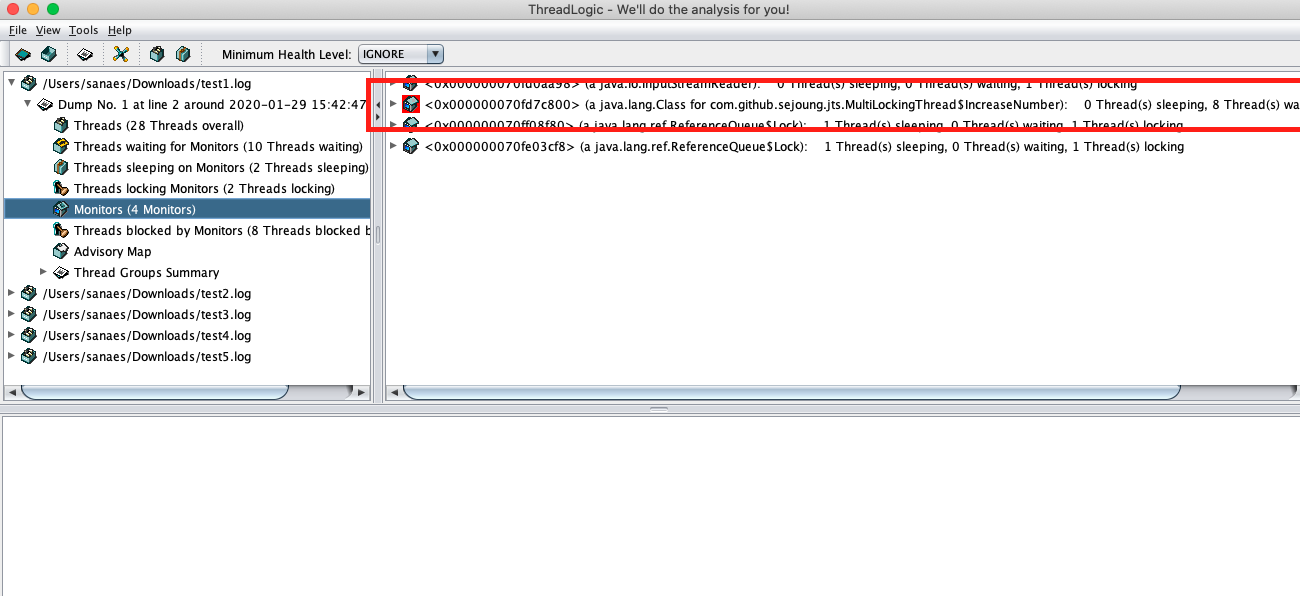 ThreadLogic - We'll do the analysis for you!
File View Tools Help
Minimum Health Level: IGNORE
/Users/sanaes/Downloads/test1.log
Dump No. 1 at line 2 around 2020-01-29 15:42:47
Threads (28 Threads overall)
Threads waiting for Monitors (10 Threads waiting)
Threads sleeping on Monitors (2 Threads sleeping)
Threads locking Monitors (2 Threads locking)
Monitors (4 Monitors)
Threads blocked by Monitors (8 Threads blocked b
Advisory Map
Thread Groups Summary
/Users/sanaes/Downloads/test2.log
/Users/sanaes/Downloads/test3.log
/Users/sanaes/Downloads/test4.log
/Users/sanaes/Downloads/test5.log
<0x000000070fd0aa98> (a java.io.InputStreamReader): 0 Thread(s) sleeping, 0 Thread(s) waiting, 1 Thread(s) locking
<0x000000070fd7c800> (a java.lang.Class for com.github.sejoung.jts.MultiLockingThread$IncreaseNumber): 0 Thread(s) sleeping, 8 Thread(s) wa
<0x000000070ff08f80> (a java.lang.ref.ReferenceQueue$Lock): 1 Thread(s) sleeping, 0 Thread(s) waiting, 1 Thread(s) locking
<0x000000070fe03cf8> (a java.lang.ref.ReferenceQueue$Lock): 1 Thread(s) sleeping, 0 Thread(s) waiting, 1 Thread(s) locking